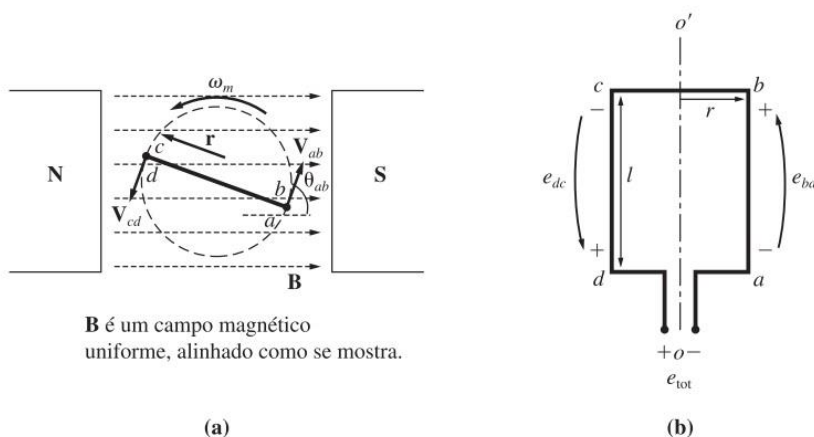 ω_m
r
c
d
V_ab
θ_ab
b
a
V_cd
N
S
B
B é um campo magnético
uniforme, alinhado como se mostra.
(a)
o'
c
b
−
r
+
e_dc
l
e_ba
+
−
d
a
+ o −
e_tot
(b)